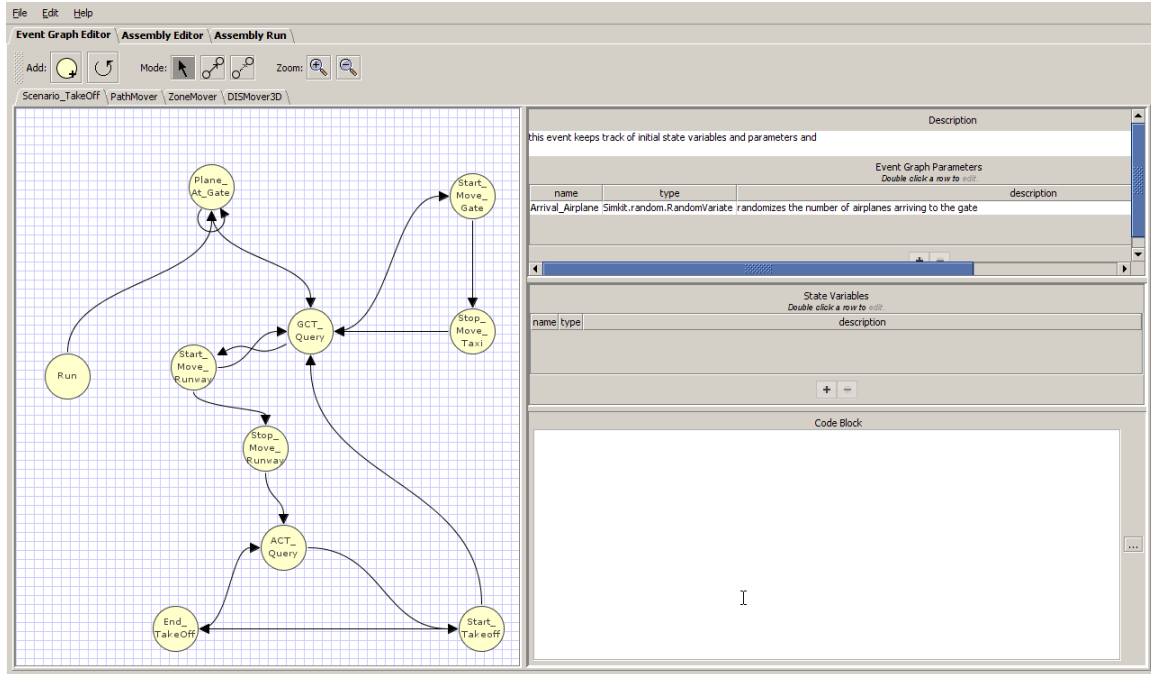 File Edit Help
Event Graph Editor Assembly Editor Assembly Run
Add: Mode: Zoom:
Scenario_TakeOff PathMover ZoneMover DISMover3D
Plane_
At_Gate
Start_
Move_
Gate
GCT_
Query
Stop_
Move_
Taxi
Start_
Move_
Runway
Run
Stop_
Move_
Runway
ACT_
Query
End_
TakeOff
Start_
Takeoff
Description
this event keeps track of initial state variables and parameters and
Event Graph Parameters
Double click a row to edit.
name type description
Arrival_Airplane Simkit.random.RandomVariate randomizes the number of airplanes arriving to the gate
+ −
State Variables
Double click a row to edit.
name type description
+ −
Code Block
...